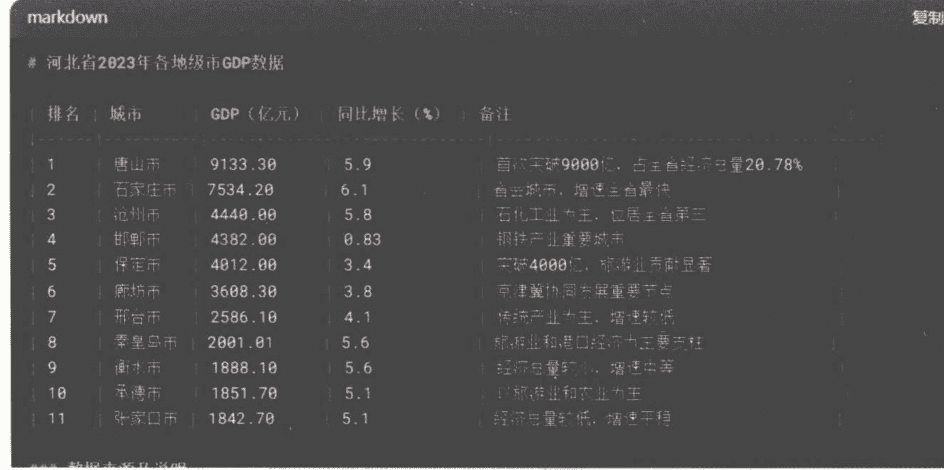 markdown 复制
# 河北省2023年各地级市GDP数据
| 排名 | 城市 | GDP（亿元） | 同比增长（%） | 备注
| 1 | 唐山市 | 9133.30 | 5.9 | 首次突破9000亿，占全省经济总量20.78%
| 2 | 石家庄市 | 7534.20 | 6.1 | 省会城市，增速全省最快
| 3 | 沧州市 | 4440.00 | 5.8 | 石化工业为主，位居全省第三
| 4 | 邯郸市 | 4382.00 | 0.83 | 钢铁产业重要城市
| 5 | 保定市 | 4012.00 | 3.4 | 突破4000亿，旅游业贡献显著
| 6 | 廊坊市 | 3608.30 | 3.8 | 京津冀协同发展重要节点
| 7 | 邢台市 | 2586.10 | 4.1 | 传统产业为主，增速较低
| 8 | 秦皇岛市 | 2001.01 | 5.6 | 旅游业和港口经济为主要支柱
| 9 | 衡水市 | 1888.10 | 5.6 | 经济总量较小，增速中等
| 10 | 承德市 | 1851.70 | 5.1 | 以旅游业和农业为主
| 11 | 张家口市 | 1842.70 | 5.1 | 经济总量较低，增速平稳
### 数据来源及说明